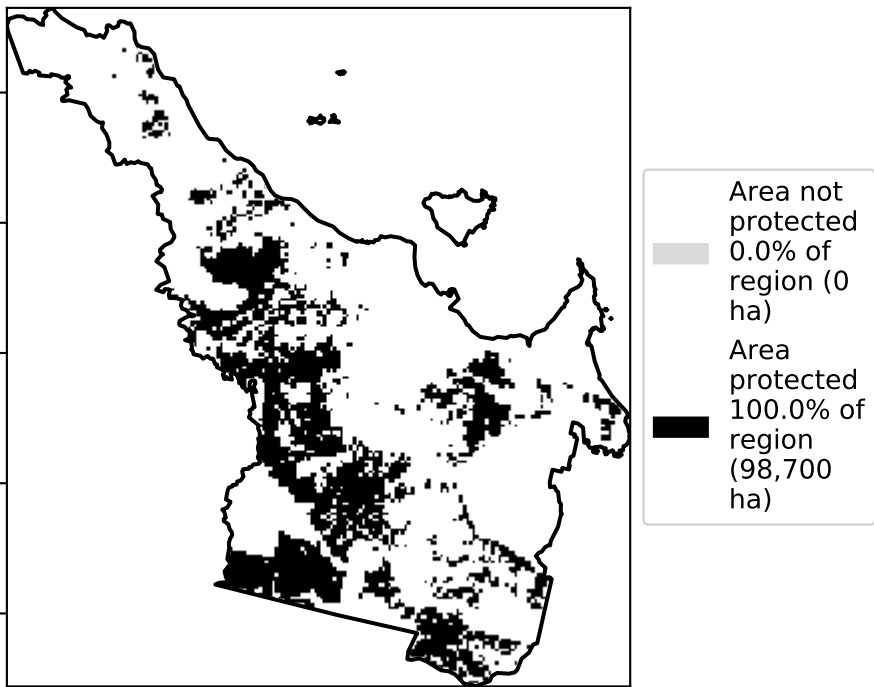 Area not
protected
0.0% of
region (0
ha)
Area
protected
100.0% of
region
(98,700
ha)